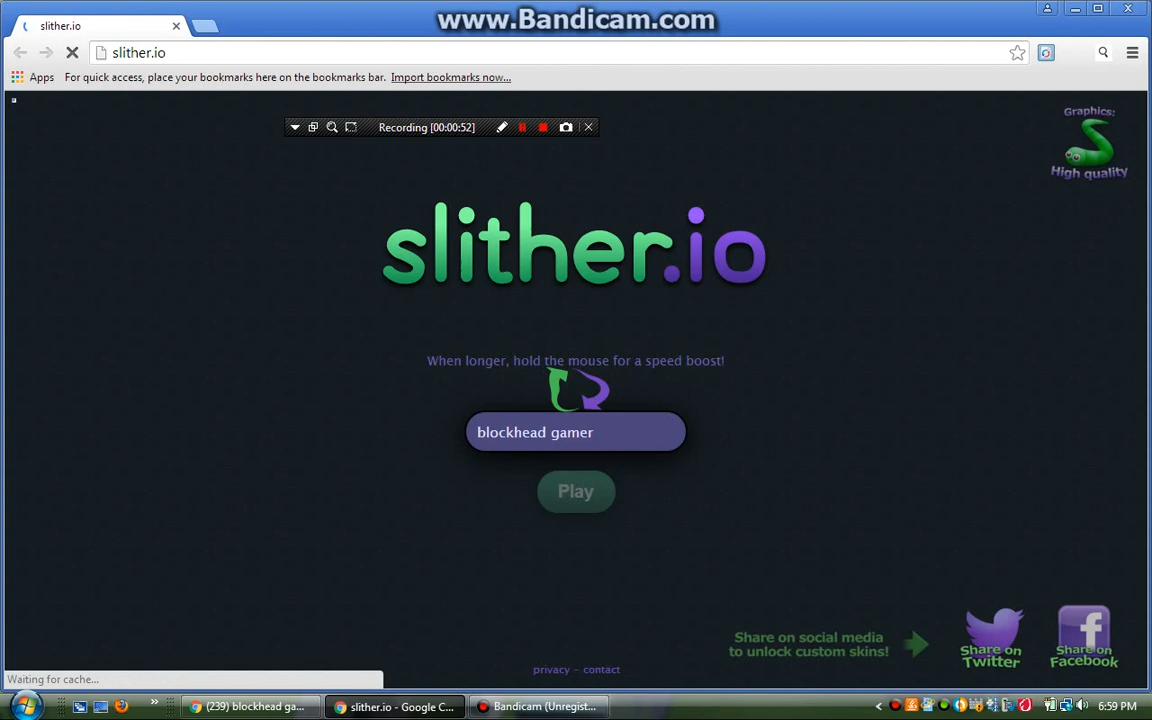 www.Bandicam.com
slither.io
slither.io
Apps For quick access, place your bookmarks here on the bookmarks bar. Import bookmarks now...
Recording [00:00:52]
Graphics:
High quality
slither.io
When longer, hold the mouse for a speed boost!
blockhead gamer
Play
Share on social media
to unlock custom skins!
Share on
Twitter
Share on
Facebook
privacy - contact
Waiting for cache...
(239) blockhead ga...
slither.io - Google C...
Bandicam (Unregist...
6:59 PM